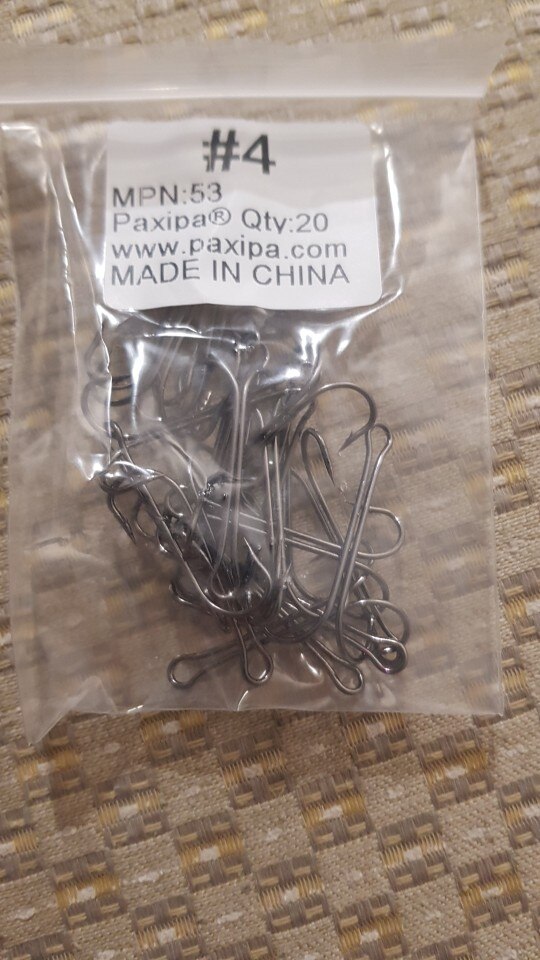 #4
MPN:53
Paxipa® Qty:20
www.paxipa.com
MADE IN CHINA